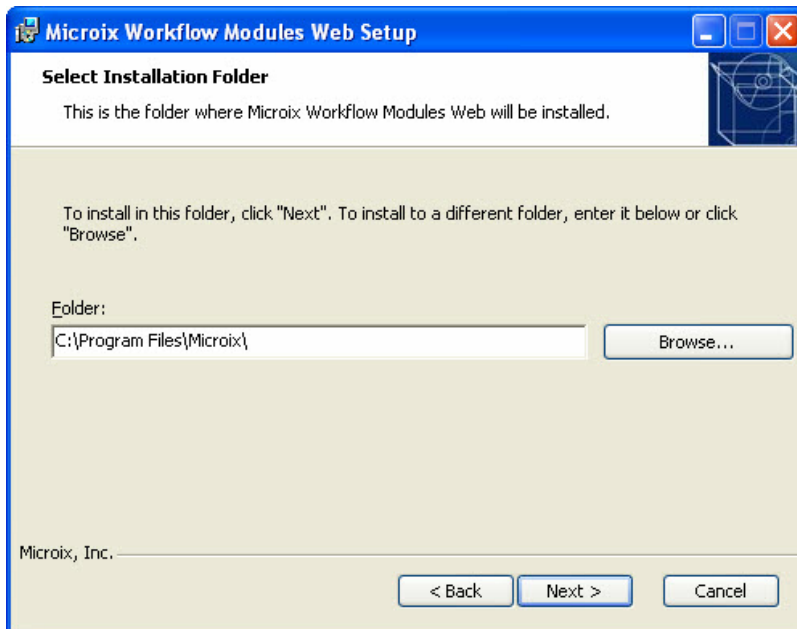 Microix Workflow Modules Web Setup
Select Installation Folder
This is the folder where Microix Workflow Modules Web will be installed.
To install in this folder, click "Next". To install to a different folder, enter it below or click
"Browse".
Folder:
C:\Program Files\Microix\
Browse...
Microix, Inc.
< Back
Next >
Cancel